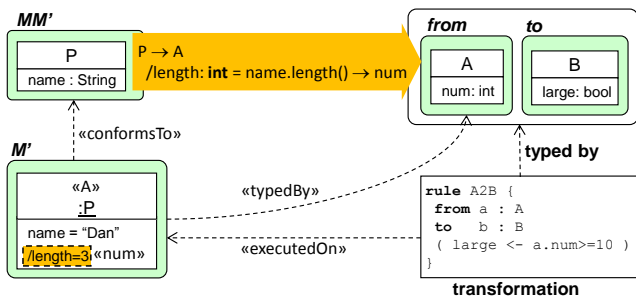 MM'
P
name : String
P → A
/length: int = name.length() → num
from
A
num: int
to
B
large: bool
«conformsTo»
M'
«A»
:P
name = “Dan”
/length=3 «num»
«typedBy»
«executedOn»
typed by
rule A2B {
from a : A
to b : B
( large <- a.num>=10 )
}
transformation